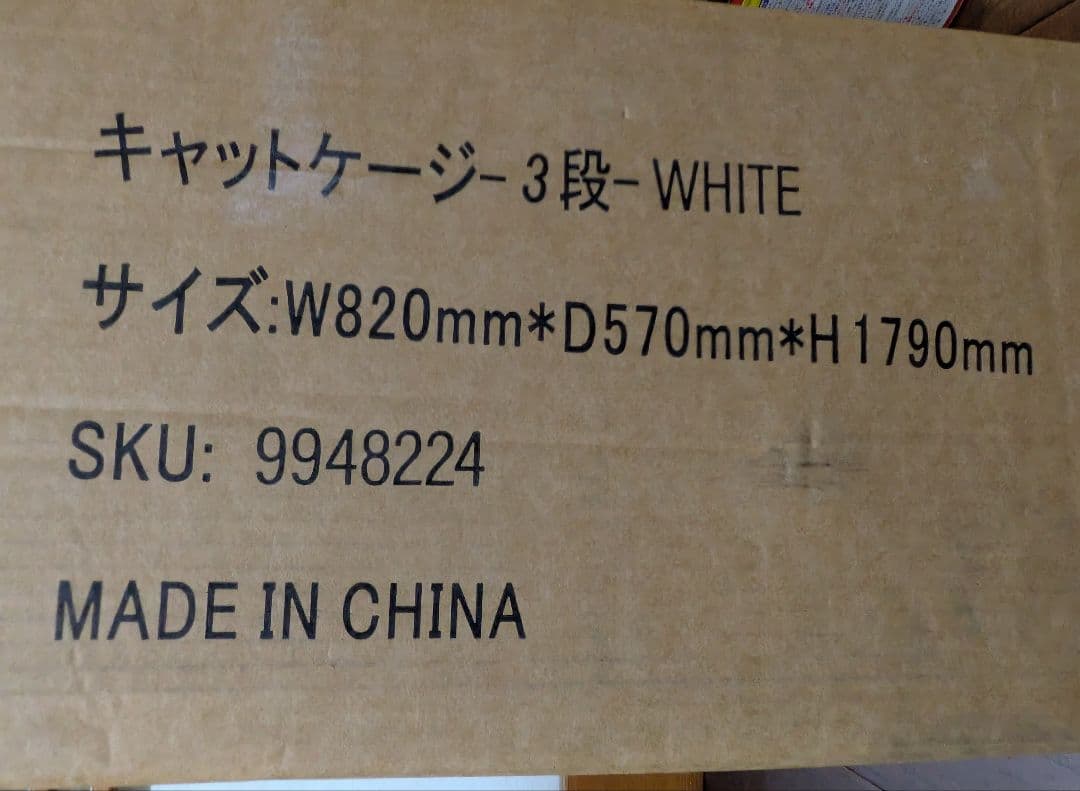 キャットケージ-3段-WHITE
サイズ:W820mm*D570mm*H1790mm
SKU: 9948224
MADE IN CHINA